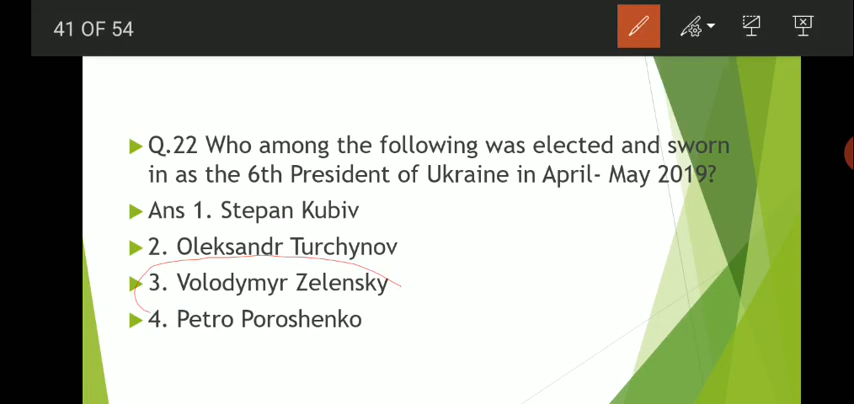 41 OF 54
Q.22 Who among the following was elected and sworn
in as the 6th President of Ukraine in April- May 2019?
Ans 1. Stepan Kubiv
2. Oleksandr Turchynov
3. Volodymyr Zelensky
4. Petro Poroshenko